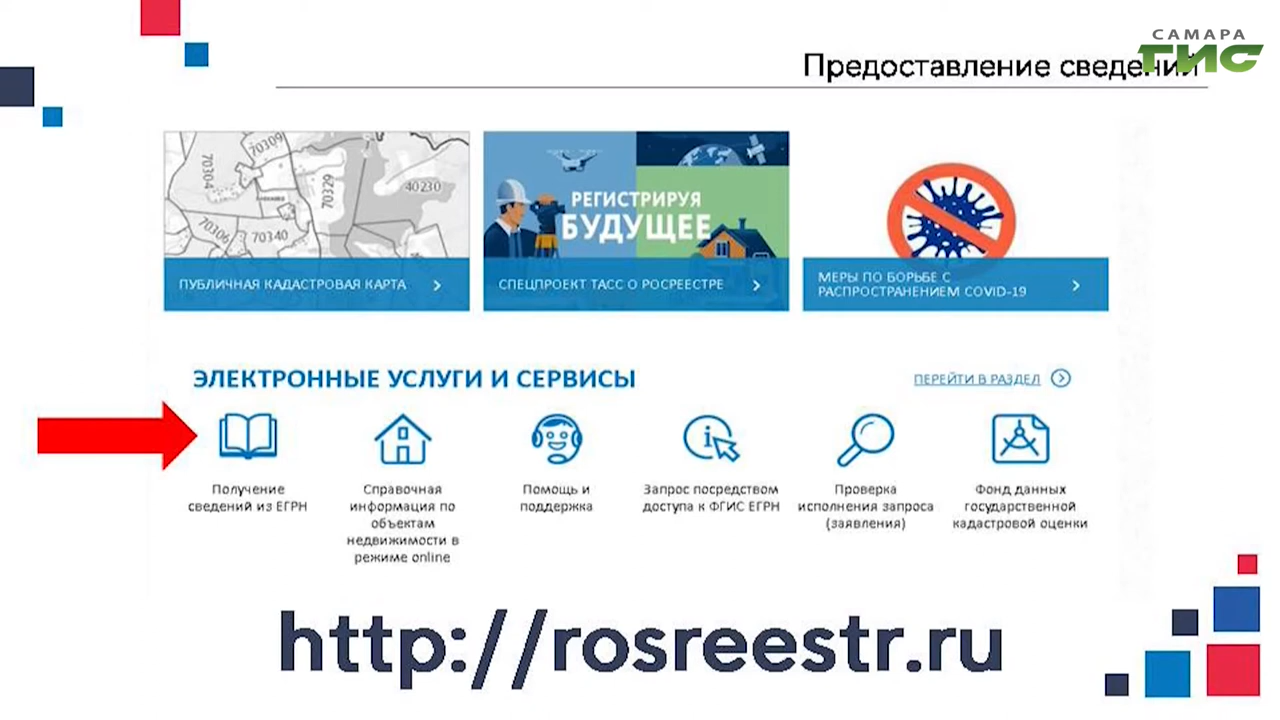 САМАРА
ГИС
Предоставление сведений
70309
70304
70329
40230
70306
70340
РЕГИСТРИРУЯ
БУДУЩЕЕ
ПУБЛИЧНАЯ КАДАСТРОВАЯ КАРТА
СПЕЦПРОЕКТ ТАСС О РОСРЕЕСТРЕ
МЕРЫ ПО БОРЬБЕ С
РАСПРОСТРАНЕНИЕМ COVID-19
ЭЛЕКТРОННЫЕ УСЛУГИ И СЕРВИСЫ
ПЕРЕЙТИ В РАЗДЕЛ
Получение
сведений из ЕГРН
Справочная
информация по
объектам
недвижимости в
режиме online
Помощь и
поддержка
Запрос посредством
доступа к ФГИС ЕГРН
Проверка
исполнения запроса
(заявления)
Фонд данных
государственной
кадастровой оценки
http://rosreestr.ru